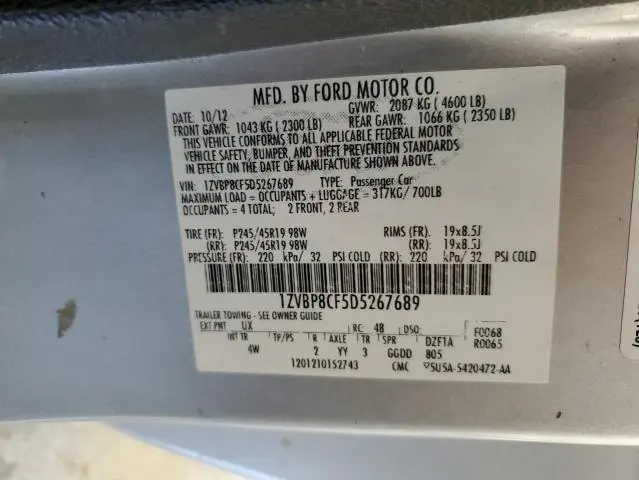 MFD. BY FORD MOTOR CO.
DATE: 10/12 GVWR: 2087 KG ( 4600 LB)
FRONT GAWR: 1043 KG ( 2300 LB) REAR GAWR: 1066 KG ( 2350 LB)
THIS VEHICLE CONFORMS TO ALL APPLICABLE FEDERAL MOTOR
VEHICLE SAFETY, BUMPER, AND THEFT PREVENTION STANDARDS
IN EFFECT ON THE DATE OF MANUFACTURE SHOWN ABOVE.
VIN: 1ZVBP8CF5D5267689 TYPE: Passenger Car
MAXIMUM LOAD = OCCUPANTS + LUGGAGE = 317KG/ 700LB
OCCUPANTS = 4 TOTAL; 2 FRONT, 2 REAR
TIRE (FR): P245/45R19 98W RIMS (FR). 19x8.5J
(RR): P245/45R19 98W (RR): 19x8.5J
PRESSURE (FR): 220 kPa/ 32 PSI COLD (RR): 220 kPa/ 32 PSI COLD
1ZVBP8CF5D5267689
TRAILER TOWING - SEE OWNER GUIDE
EXT PNT UX RC: 48 DSO: F0068
INT TR TP/PS R AXLE TR SPR DZF1A R0065
4W 2 YY 3 GGDD 805
1201210152743 CMC 5U5A-5420472-AA